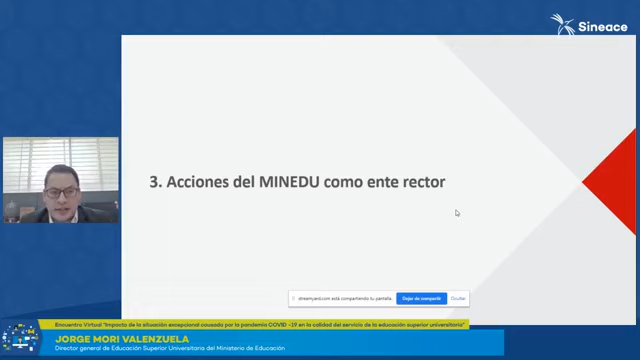 Sineace
3. Acciones del MINEDU como ente rector
streamyard.com está compartiendo tu pantalla.
Dejar de compartir
Ocultar
Encuentro Virtual "Impacto de la situación excepcional causada por la pandemia COVID -19 en la calidad del servicio de la educación superior universitaria"
JORGE MORI VALENZUELA
Director general de Educación Superior Universitaria del Ministerio de Educación